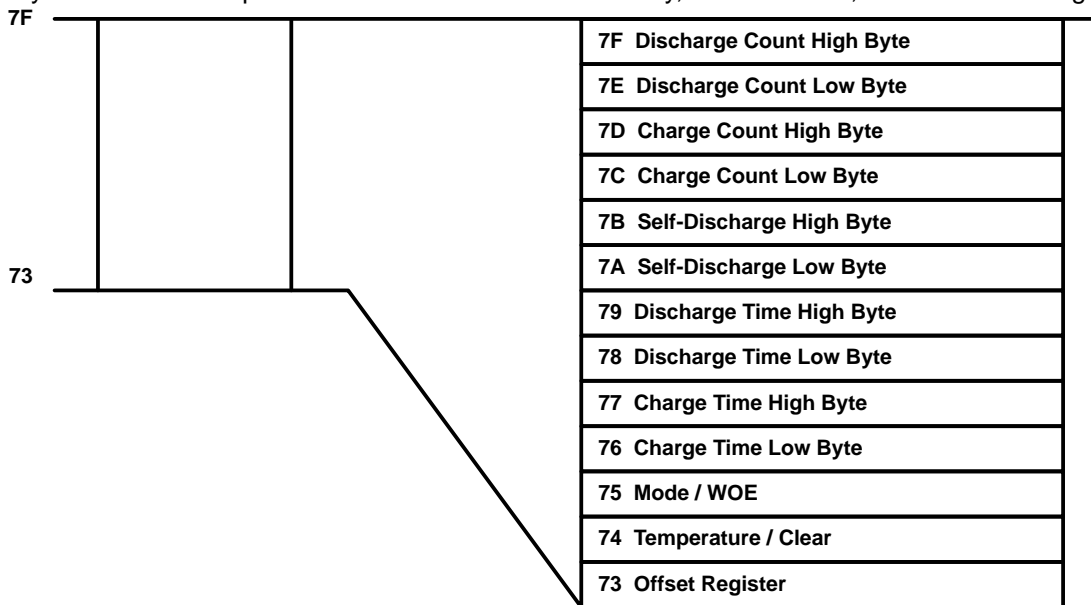 7F
7F Discharge Count High Byte
7E Discharge Count Low Byte
7D Charge Count High Byte
7C Charge Count Low Byte
7B Self-Discharge High Byte
7A Self-Discharge Low Byte
73
79 Discharge Time High Byte
78 Discharge Time Low Byte
77 Charge Time High Byte
76 Charge Time Low Byte
75 Mode / WOE
74 Temperature / Clear
73 Offset Register